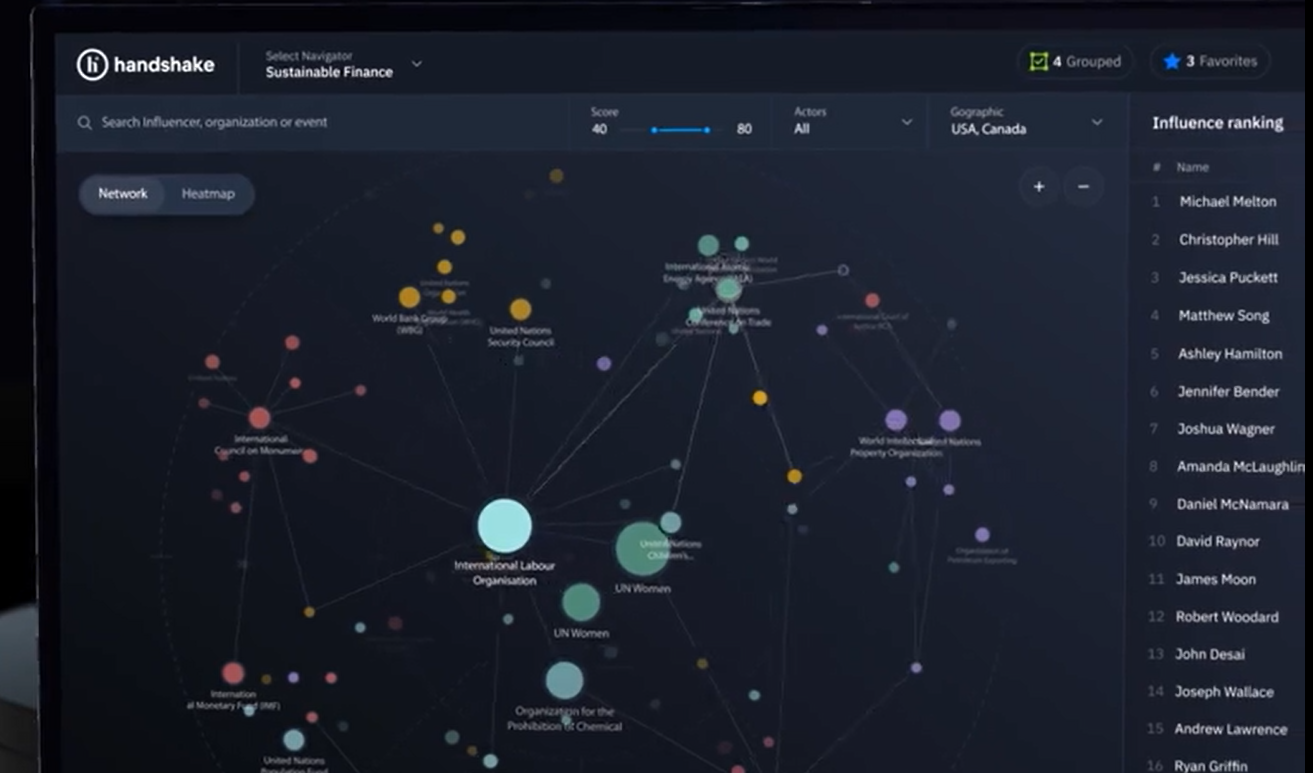 handshake
Select Navigator
Sustainable Finance
4 Grouped
3 Favorites
Search Influencer, organization or event
Score
40
80
Actors
All
Gographic
USA, Canada
Influence ranking
Network
Heatmap
+
−
# Name
1 Michael Melton
2 Christopher Hill
3 Jessica Puckett
4 Matthew Song
5 Ashley Hamilton
6 Jennifer Bender
7 Joshua Wagner
8 Amanda McLaughlin
9 Daniel McNamara
10 David Raynor
11 James Moon
12 Robert Woodard
13 John Desai
14 Joseph Wallace
15 Andrew Lawrence
16 Ryan Griffin
International Atomic
Energy Agency
World Bank Group
(WBG)
United Nations
Security Council
United Nations
Conference on Trade
International
Council on Monumen
World Intellectual
Property Organization
United Nations
Organization of
Petroleum Exporting
International Labour
Organisation
United Nations
Children's...
UN Women
UN Women
Organization for the
Prohibition of Chemical
Internation
al Monetary Fund (IMF)
United Nations
Population Fund